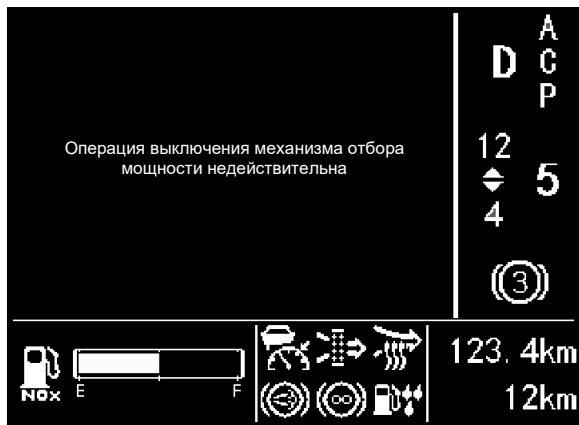 Операция выключения механизма отбора
мощности недействительна
D
A
C
P
12
4
5
3
NOx
E
F
123. 4km
12km